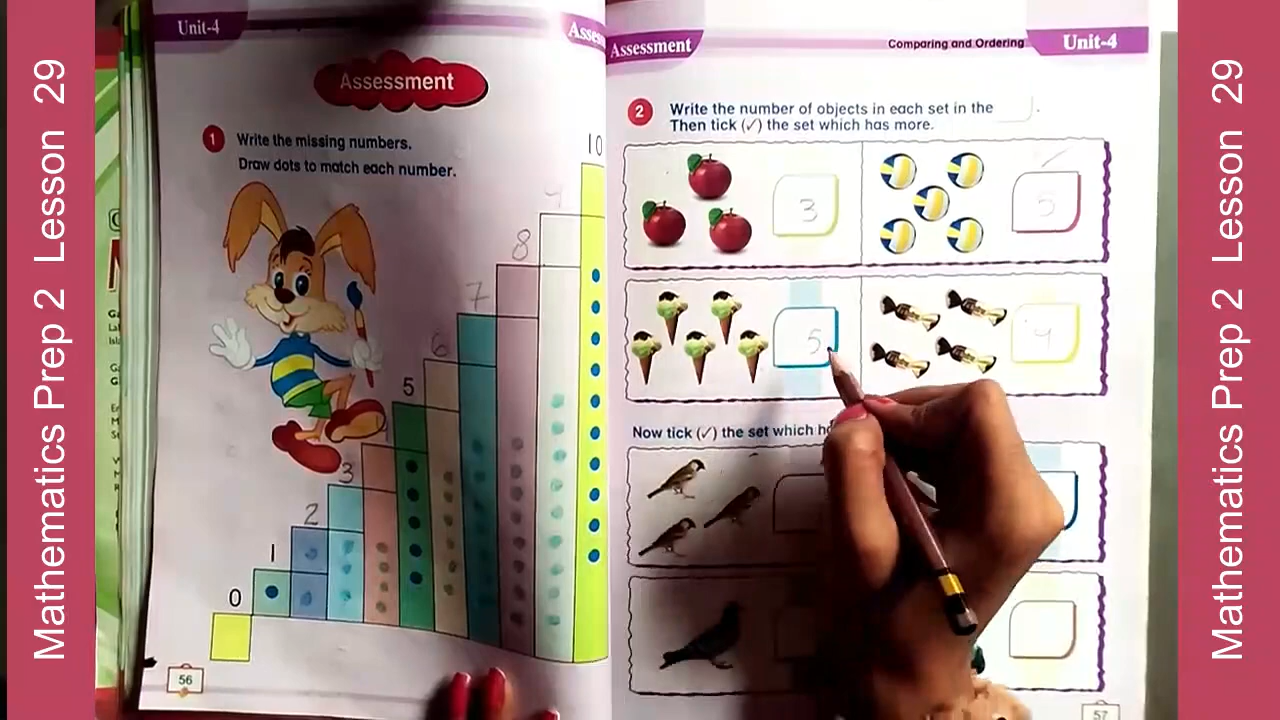 Mathematics Prep 2 Lesson 29
Unit-4
Assessment
1 Write the missing numbers.
Draw dots to match each number.
10
8
7
6
5
3
2
1
0
56
Assessment
Comparing and Ordering
Unit-4
2 Write the number of objects in each set in the .
Then tick (✓) the set which has more.
3
5
5
4
Now tick (✓) the set which
57
Mathematics Prep 2 Lesson 29